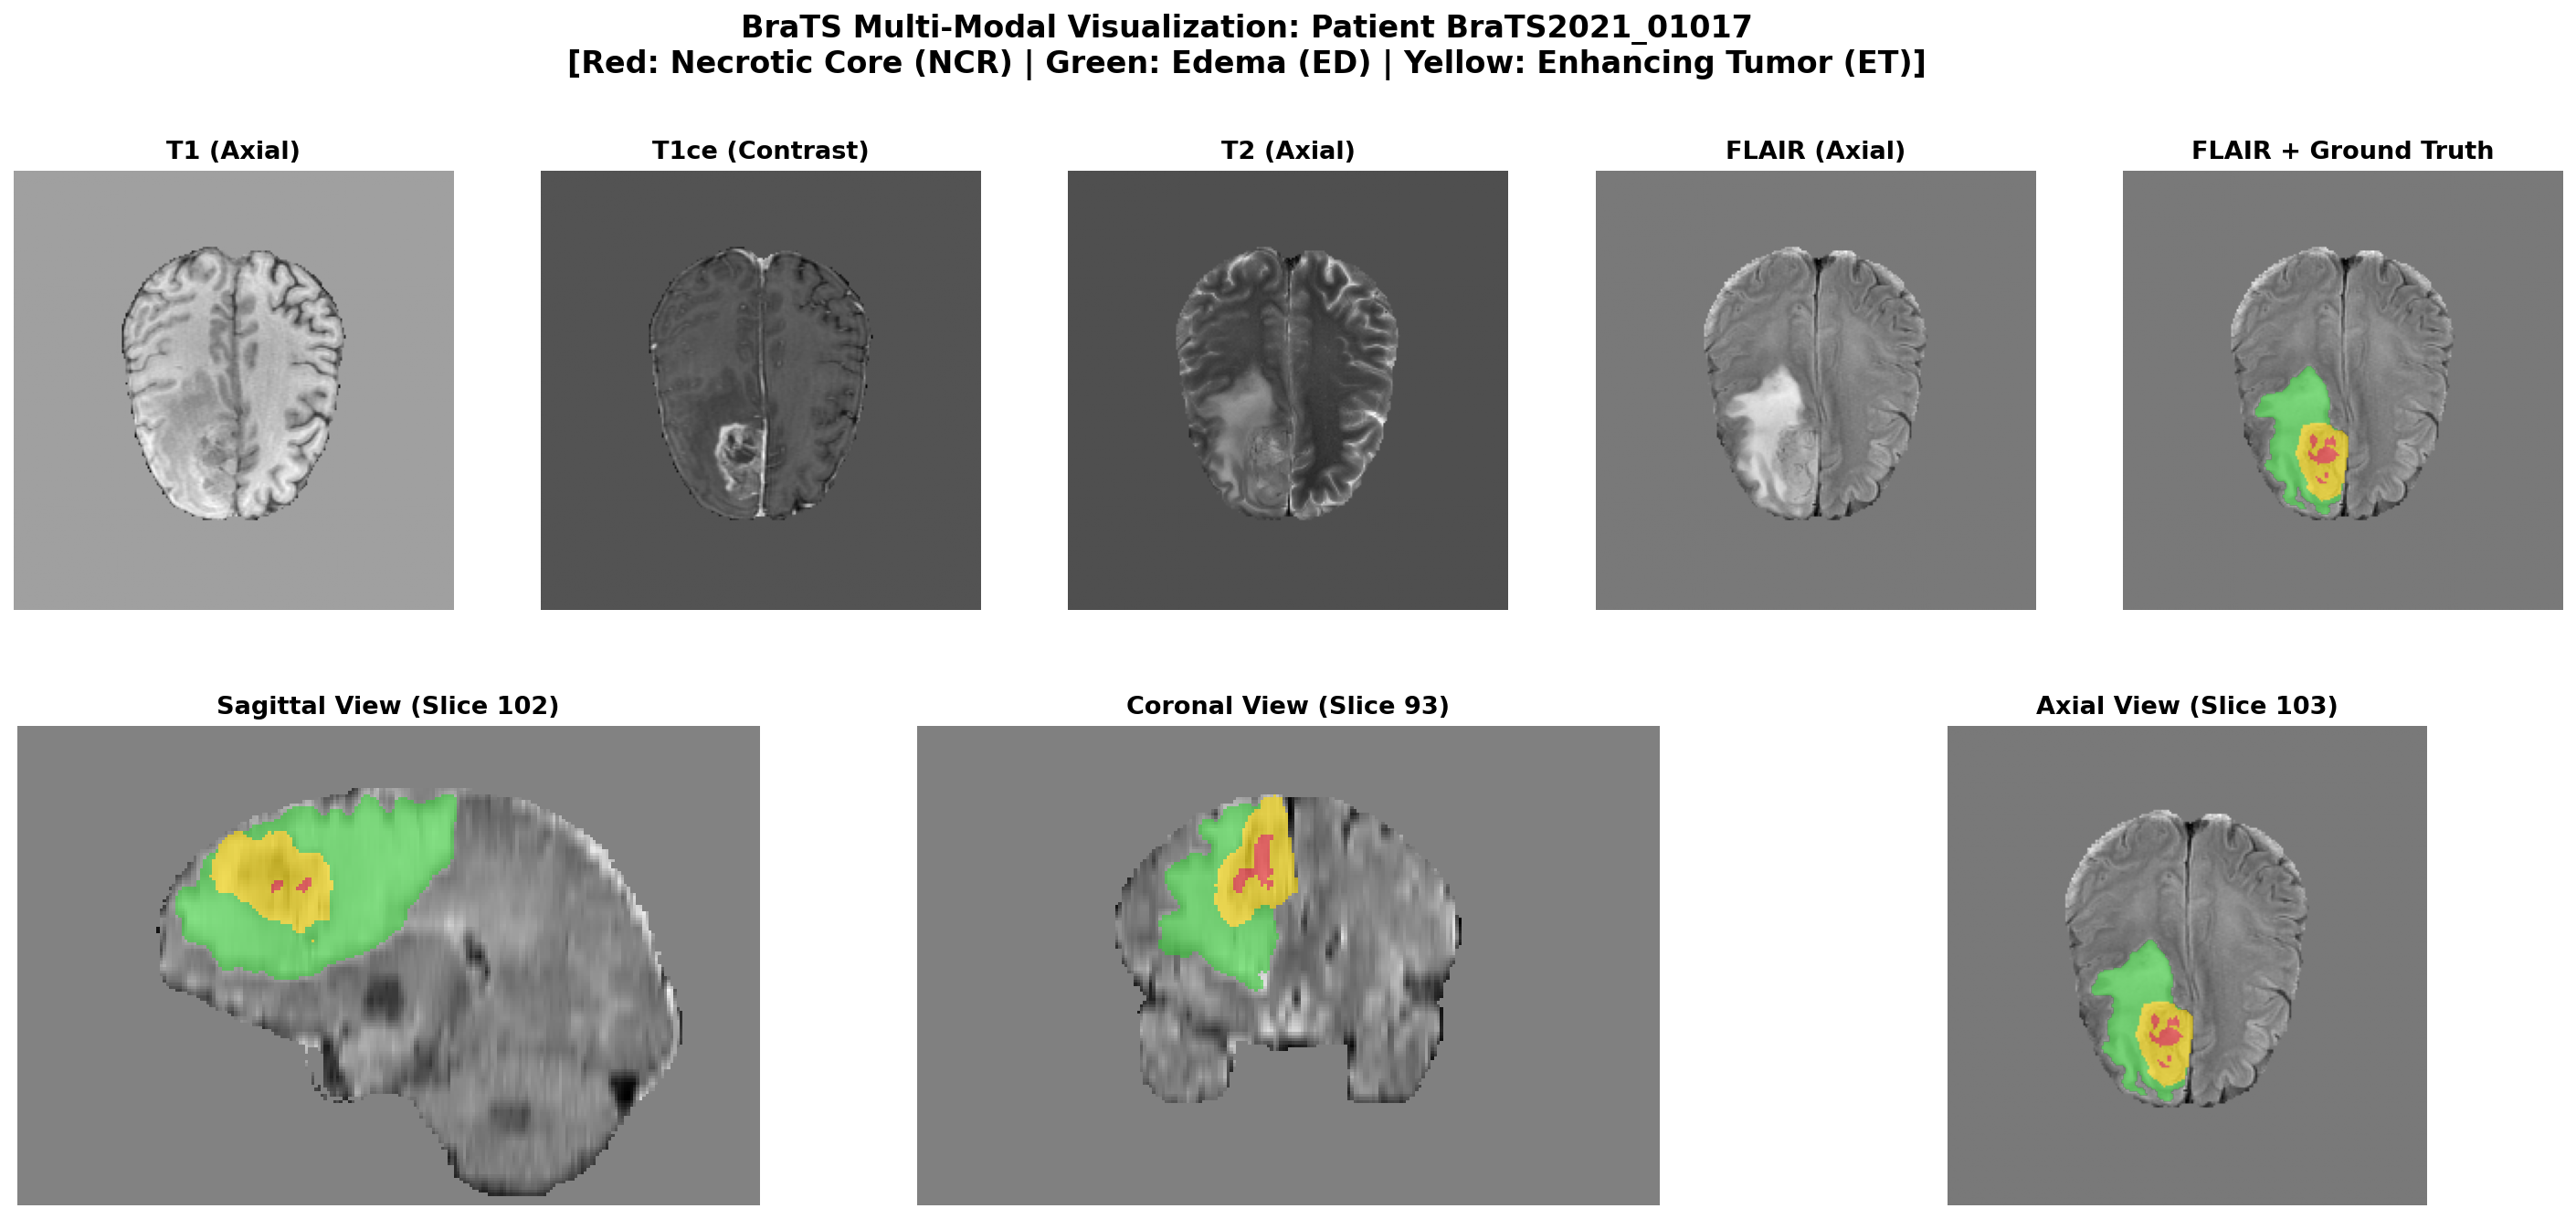 BraTS Multi-Modal Visualization: Patient BraTS2021_01017
[Red: Necrotic Core (NCR) | Green: Edema (ED) | Yellow: Enhancing Tumor (ET)]
T1 (Axial)
T1ce (Contrast)
T2 (Axial)
FLAIR (Axial)
FLAIR + Ground Truth
Sagittal View (Slice 102)
Coronal View (Slice 93)
Axial View (Slice 103)